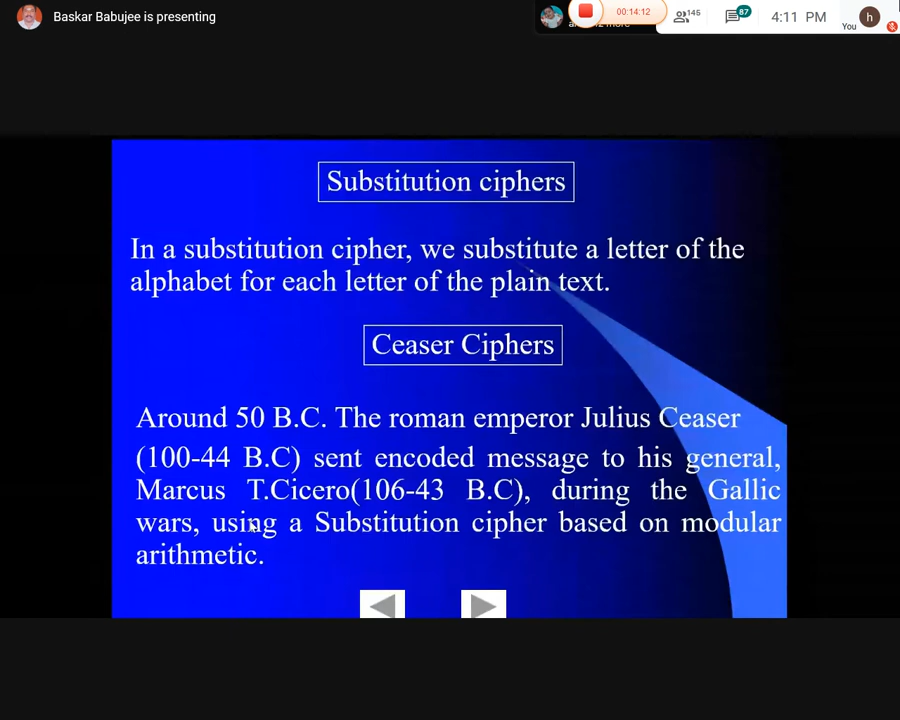 Baskar Babujee is presenting
00:14:12
146
87
4:11 PM
h
You
Substitution ciphers
In a substitution cipher, we substitute a letter of the
alphabet for each letter of the plain text.
Ceaser Ciphers
Around 50 B.C. The roman emperor Julius Ceaser
(100-44 B.C) sent encoded message to his general,
Marcus T.Cicero(106-43 B.C), during the Gallic
wars, using a Substitution cipher based on modular
arithmetic.